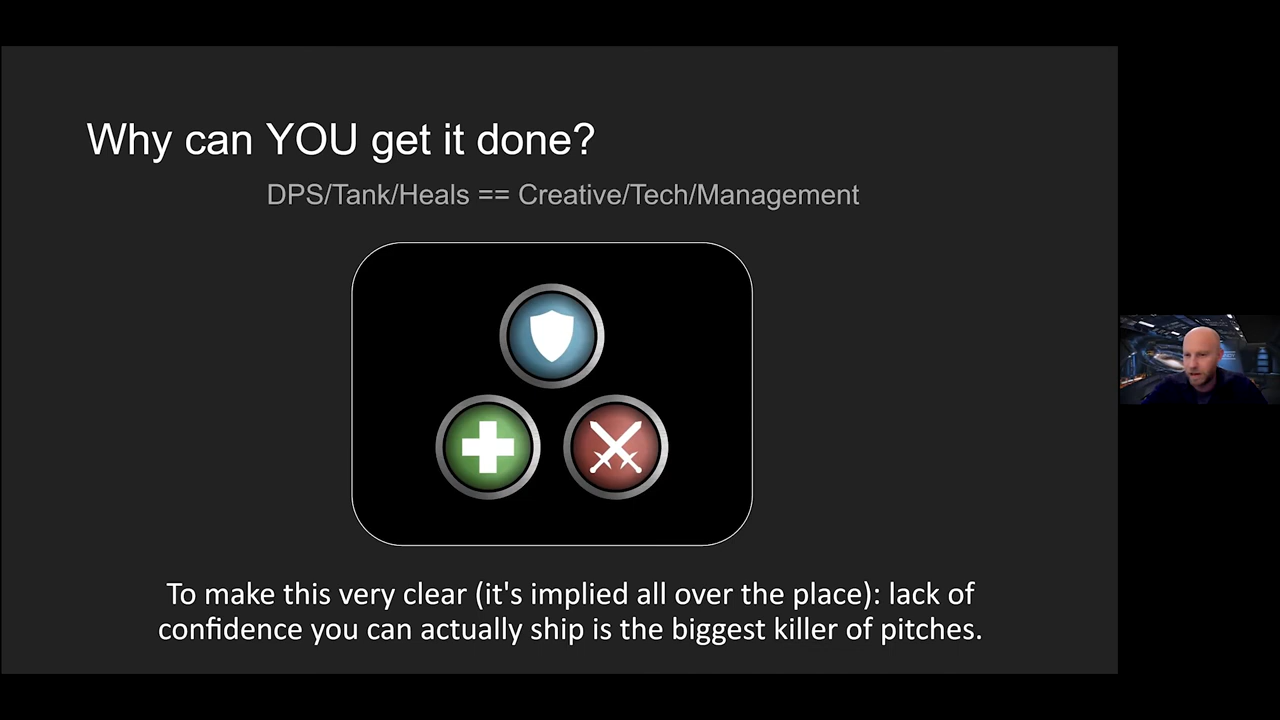 Why can YOU get it done?
DPS/Tank/Heals == Creative/Tech/Management
To make this very clear (it's implied all over the place): lack of
confidence you can actually ship is the biggest killer of pitches.